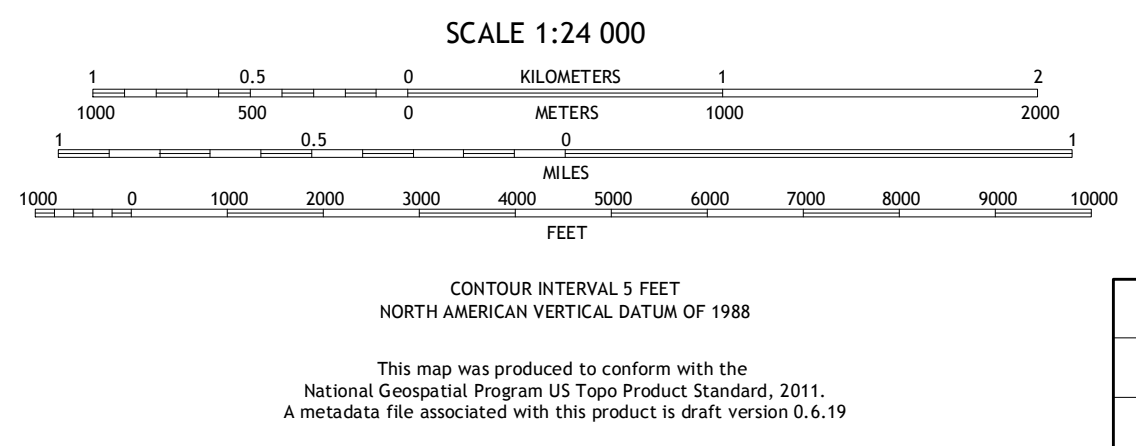 SCALE 1:24 000
1 0.5 0 KILOMETERS 1 2
1000 500 0 METERS 1000 2000
1 0.5 0 1
MILES
1000 0 1000 2000 3000 4000 5000 6000 7000 8000 9000 10000
FEET
CONTOUR INTERVAL 5 FEET
NORTH AMERICAN VERTICAL DATUM OF 1988
This map was produced to conform with the
National Geospatial Program US Topo Product Standard, 2011.
A metadata file associated with this product is draft version 0.6.19